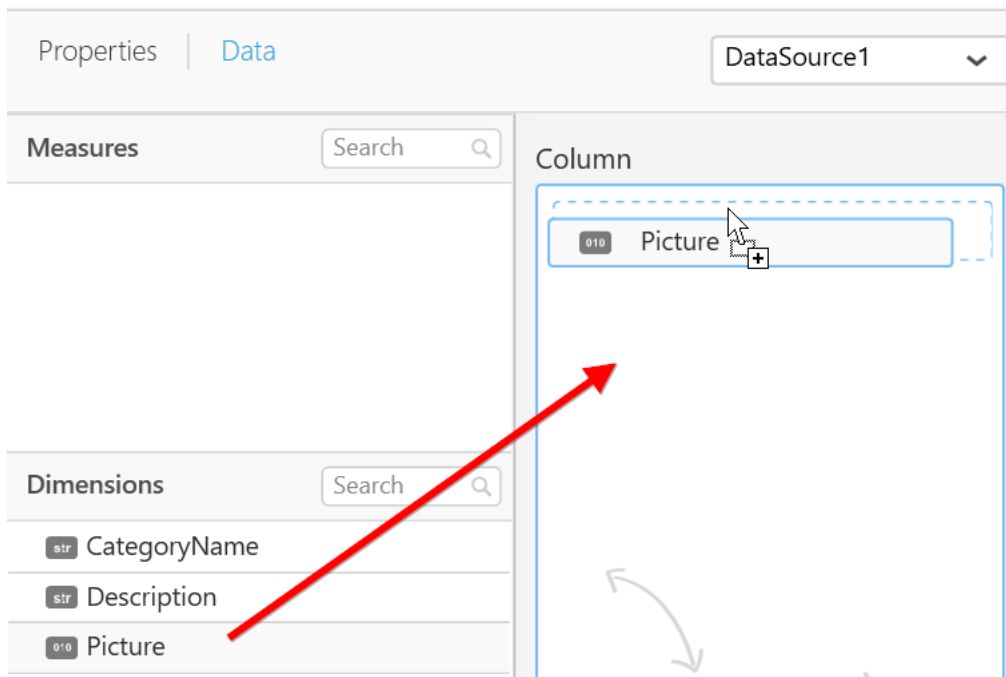 Properties Data
DataSource1
Measures
Search
Column
010 Picture
Dimensions
Search
str CategoryName
str Description
010 Picture